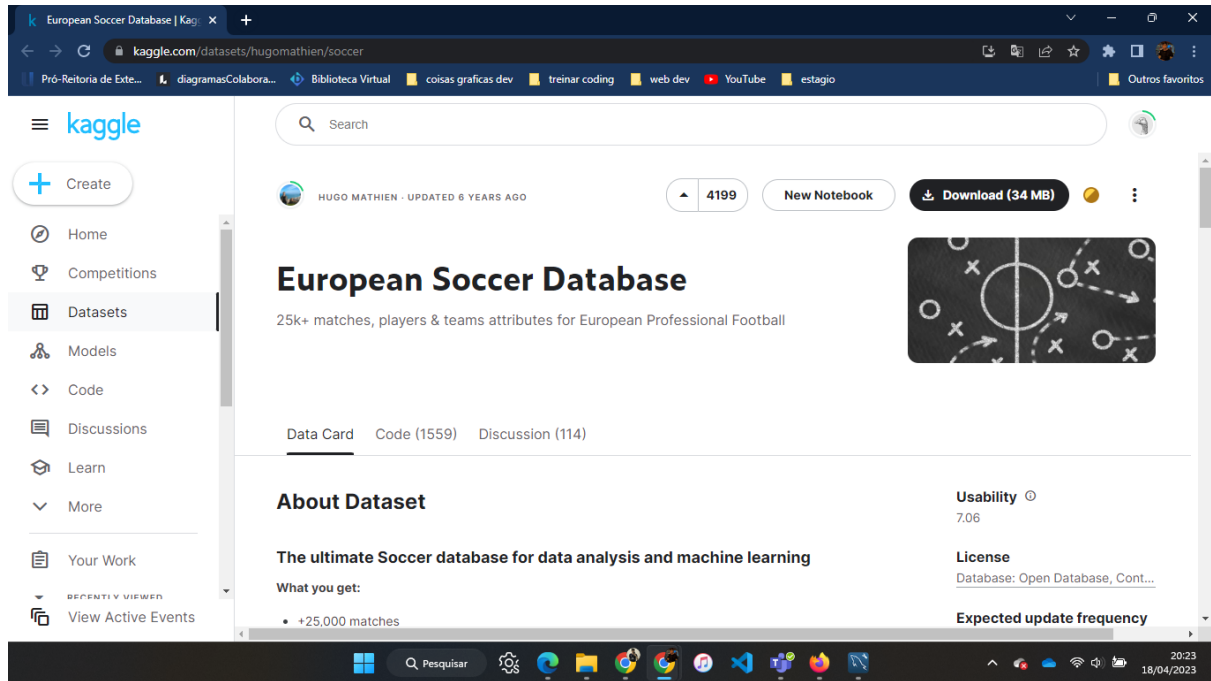 European Soccer Database | Kag
kaggle.com/datasets/hugomathien/soccer
Pró-Reitoria de Exte... diagramasColabora... Biblioteca Virtual coisas graficas dev treinar coding web dev YouTube estagio Outros favoritos
kaggle
Search
Create
HUGO MATHIEN · UPDATED 6 YEARS AGO
4199
New Notebook
Download (34 MB)
Home
Competitions
Datasets
Models
Code
Discussions
Learn
More
Your Work
RECENTLY VIEWED
View Active Events
European Soccer Database
25k+ matches, players & teams attributes for European Professional Football
Data Card Code (1559) Discussion (114)
About Dataset
The ultimate Soccer database for data analysis and machine learning
What you get:
• +25,000 matches
Usability
7.06
License
Database: Open Database, Cont...
Expected update frequency
Pesquisar
20:23
18/04/2023